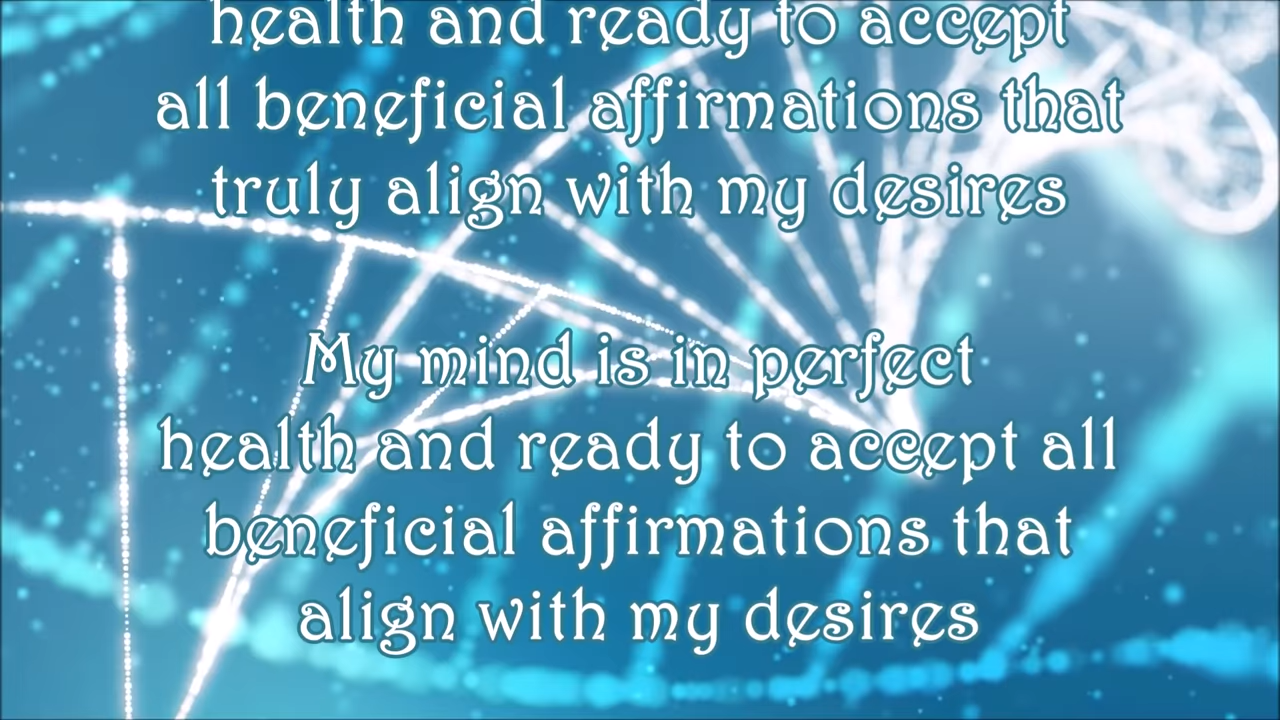 health and ready to accept
all beneficial affirmations that
truly align with my desires
My mind is in perfect
health and ready to accept all
beneficial affirmations that
align with my desires